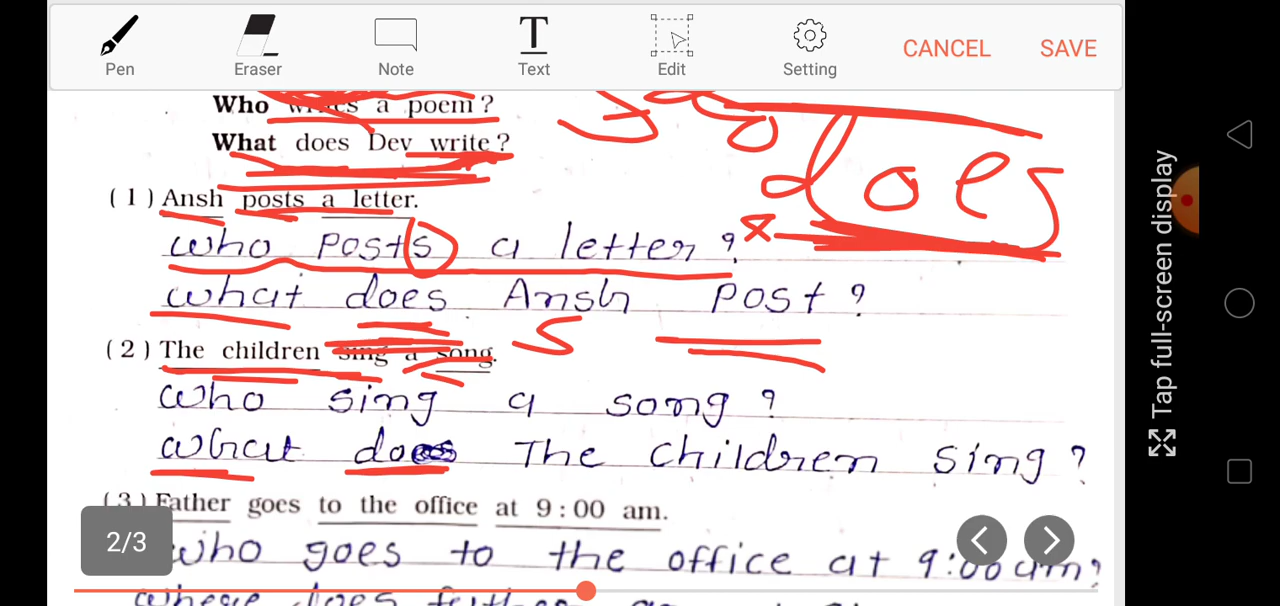 Pen Eraser Note Text Edit Setting CANCEL SAVE
Who writes a poem?
What does Dev write?
does
(1) Ansh posts a letter.
who posts a letter?
what does Ansh post?
S
(2) The children sing a song.
who sing a song?
what does The children sing?
(3) Father goes to the office at 9:00 am.
2/3
who goes to the office at 9:00 am?
where does
Tap full-screen display